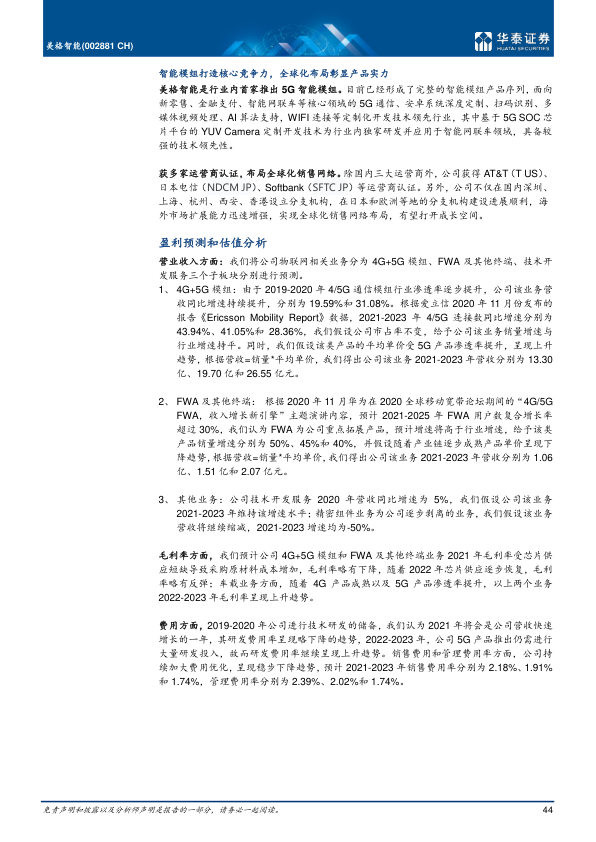 美格智能(002881 CH)
华泰证券
HUATAI SECURITIES
智能模组打造核心竞争力，全球化布局彰显产品实力
美格智能是行业内首家推出 5G 智能模组。目前已经形成了完整的智能模组产品序列，面向
新零售、金融支付、智能网联车等核心领域的 5G 通信、安卓系统深度定制、扫码识别、多
媒体视频处理、AI 算法支持，WIFI 连接等定制化开发技术领先行业，其中基于 5G SOC 芯
片平台的 YUV Camera 定制开发技术为行业内独家研发并应用于智能网联车领域，具备较
强的技术领先性。
获多家运营商认证，布局全球化销售网络。除国内三大运营商外，公司获得 AT&T（T US）、
日本电信（NDCM JP）、Softbank（SFTC JP）等运营商认证。另外，公司不仅在国内深圳、
上海、杭州、西安、香港设立分支机构，在日本和欧洲等地的分支机构建设进展顺利，海
外市场扩展能力迅速增强，实现全球化销售网络布局，有望打开成长空间。
盈利预测和估值分析
营业收入方面：我们将公司物联网相关业务分为 4G+5G 模组、FWA 及其他终端、技术开
发服务三个子板块分别进行预测。
1、 4G+5G 模组：由于 2019-2020 年 4/5G 通信模组行业渗透率逐步提升，公司该业务营
收同比增速持续提升，分别为 19.59%和 31.08%。根据爱立信 2020 年 11 月份发布的
报告《Ericsson Mobility Report》数据，2021-2023 年 4/5G 连接数同比增速分别为
43.94%、41.05%和 28.36%，我们假设公司市占率不变，给予公司该业务销量增速与
行业增速持平。同时，我们假设该类产品的平均单价受 5G 产品渗透率提升，呈现上升
趋势，根据营收=销量*平均单价，我们得出公司该业务 2021-2023 年营收分别为 13.30
亿、19.70 亿和 26.55 亿元。
2、 FWA 及其他终端： 根据 2020 年 11 月华为在 2020 全球移动宽带论坛期间的“4G/5G
FWA，收入增长新引擎”主题演讲内容，预计 2021-2025 年 FWA 用户数复合增长率
超过 30%，我们认为 FWA 为公司重点拓展产品，预计增速将高于行业增速，给予该类
产品销量增速分别为 50%、45%和 40%，并假设随着产业链逐步成熟产品单价呈现下
降趋势，根据营收=销量*平均单价，我们得出公司该业务 2021-2023 年营收分别为 1.06
亿、1.51 亿和 2.07 亿元。
3、 其他业务：公司技术开发服务 2020 年营收同比增速为 5%，我们假设公司该业务
2021-2023 年维持该增速水平；精密组件业务为公司逐步剥离的业务，我们假设该业务
营收将继续缩减，2021-2023 增速均为-50%。
毛利率方面，我们预计公司 4G+5G 模组和 FWA 及其他终端业务 2021 年毛利率受芯片供
应短缺导致采购原材料成本增加，毛利率略有下降，随着 2022 年芯片供应逐步恢复，毛利
率略有反弹；车载业务方面，随着 4G 产品成熟以及 5G 产品渗透率提升，以上两个业务
2022-2023 年毛利率呈现上升趋势。
费用方面，2019-2020 年公司进行技术研发的储备，我们认为 2021 年将会是公司营收快速
增长的一年，其研发费用率呈现略下降的趋势，2022-2023 年，公司 5G 产品推出仍需进行
大量研发投入，故而研发费用率继续呈现上升趋势。销售费用和管理费用率方面，公司持
续加大费用优化，呈现稳步下降趋势，预计 2021-2023 年销售费用率分别为 2.18%、1.91%
和 1.74%，管理费用率分别为 2.39%、2.02%和 1.74%。
免责声明和披露以及分析师声明是报告的一部分，请务必一起阅读。
44